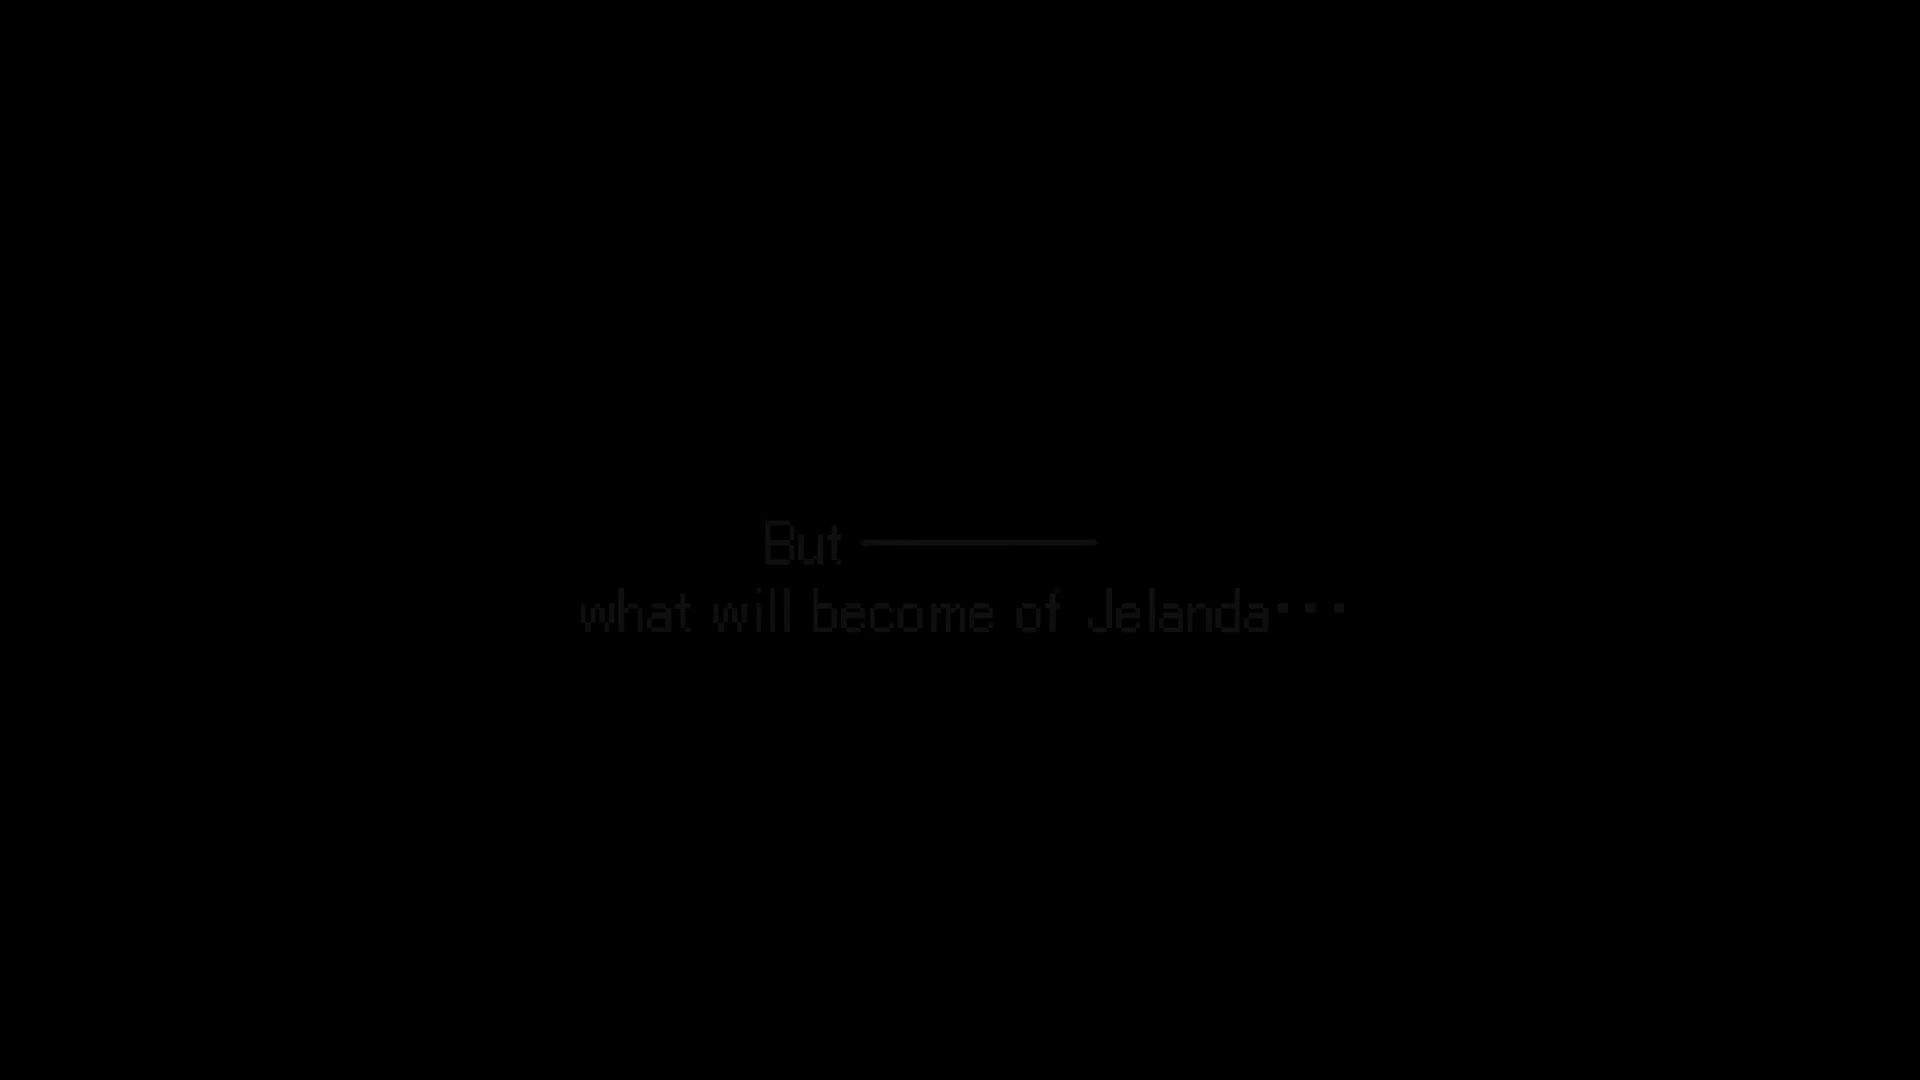 But ————
what will become of Jelanda･･･